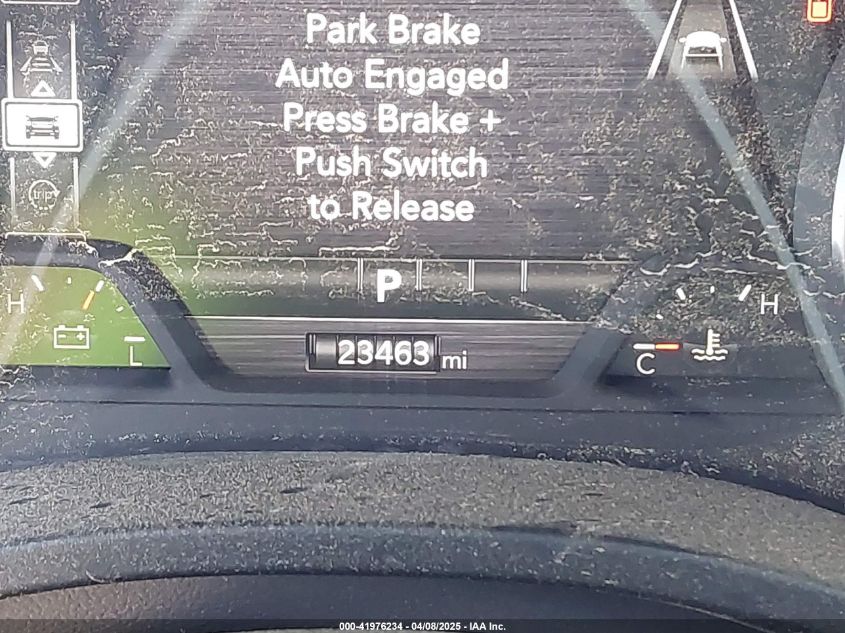 Park Brake
Auto Engaged
Press Brake +
Push Switch
to Release
trip
P
H
H
L
23463 mi
C
000-41976234 - 04/08/2025 - IAA Inc.